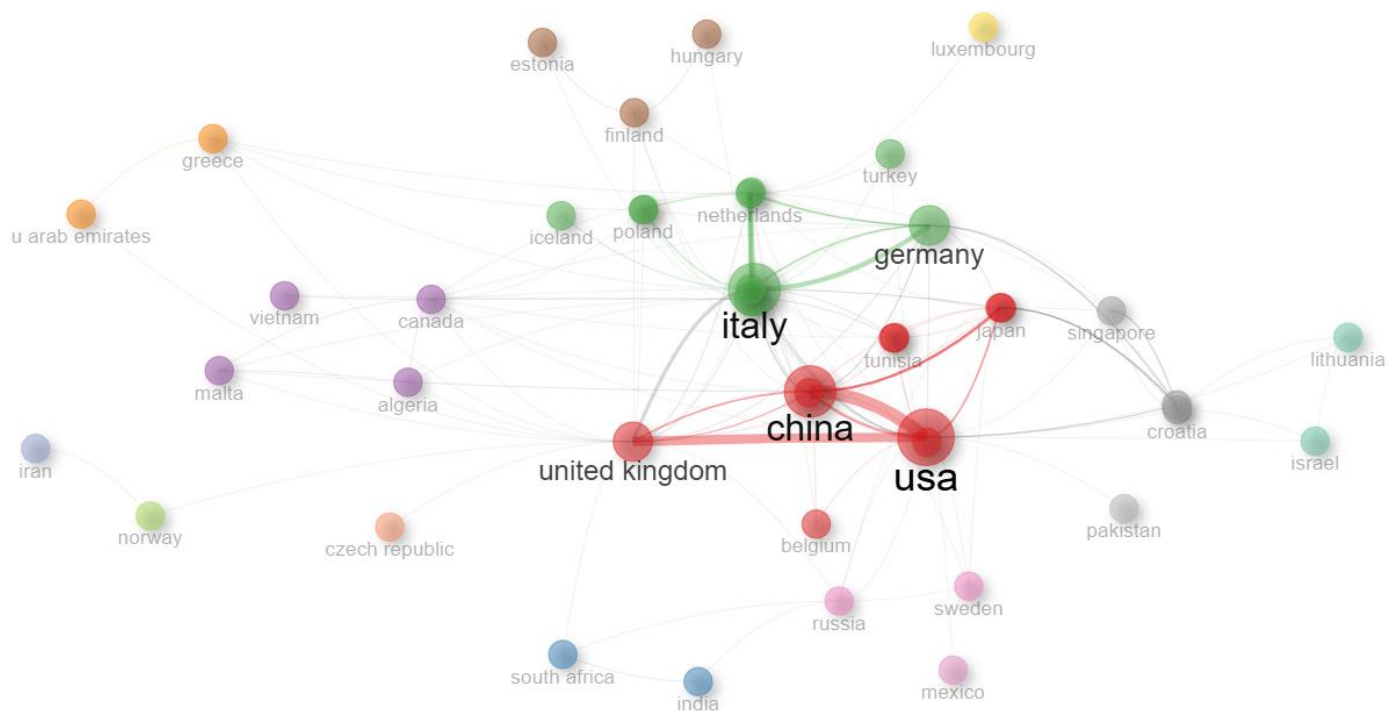 luxembourg
hungary
estonia
finland
greece
turkey
netherlands
u arab emirates
iceland
poland
germany
vietnam
canada
italy
japan
singapore
tunisia
lithuania
malta
algeria
china
croatia
united kingdom
usa
iran
israel
norway
czech republic
belgium
pakistan
russia
sweden
south africa
india
mexico